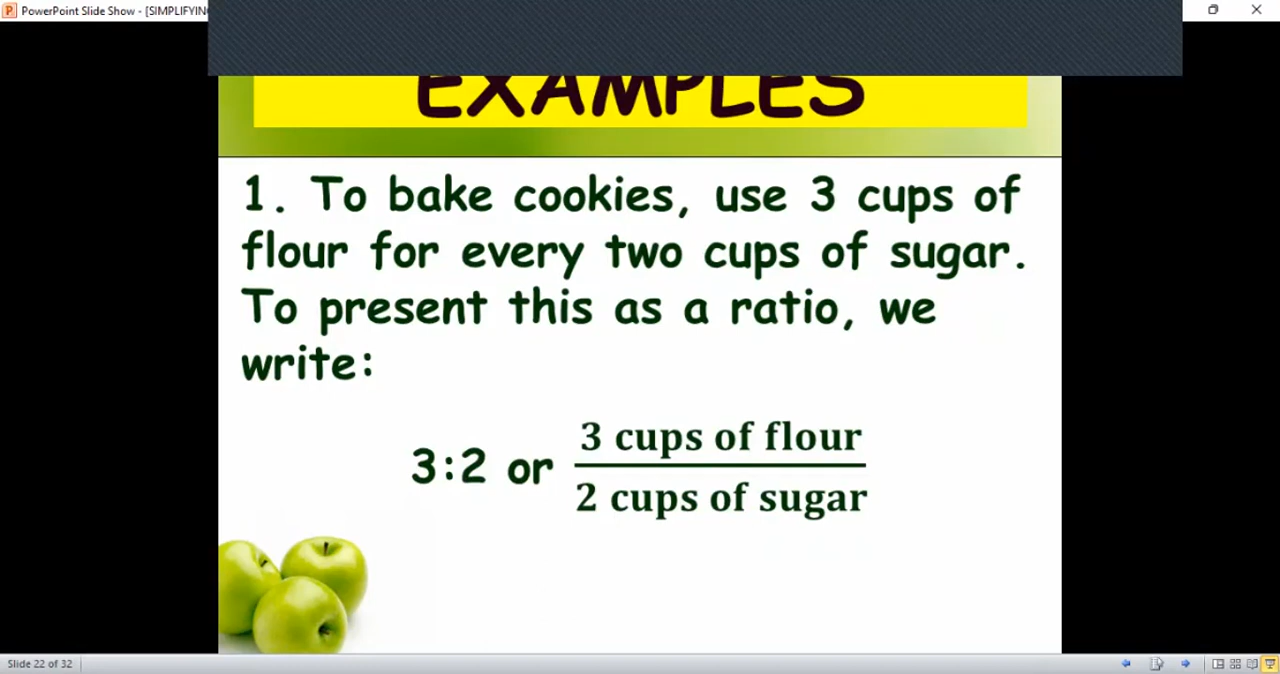 PowerPoint Slide Show - [SIMPLIFYING
EXAMPLES
1. To bake cookies, use 3 cups of
flour for every two cups of sugar.
To present this as a ratio, we
write:
3:2 or 3 cups of flour
2 cups of sugar
Slide 22 of 32